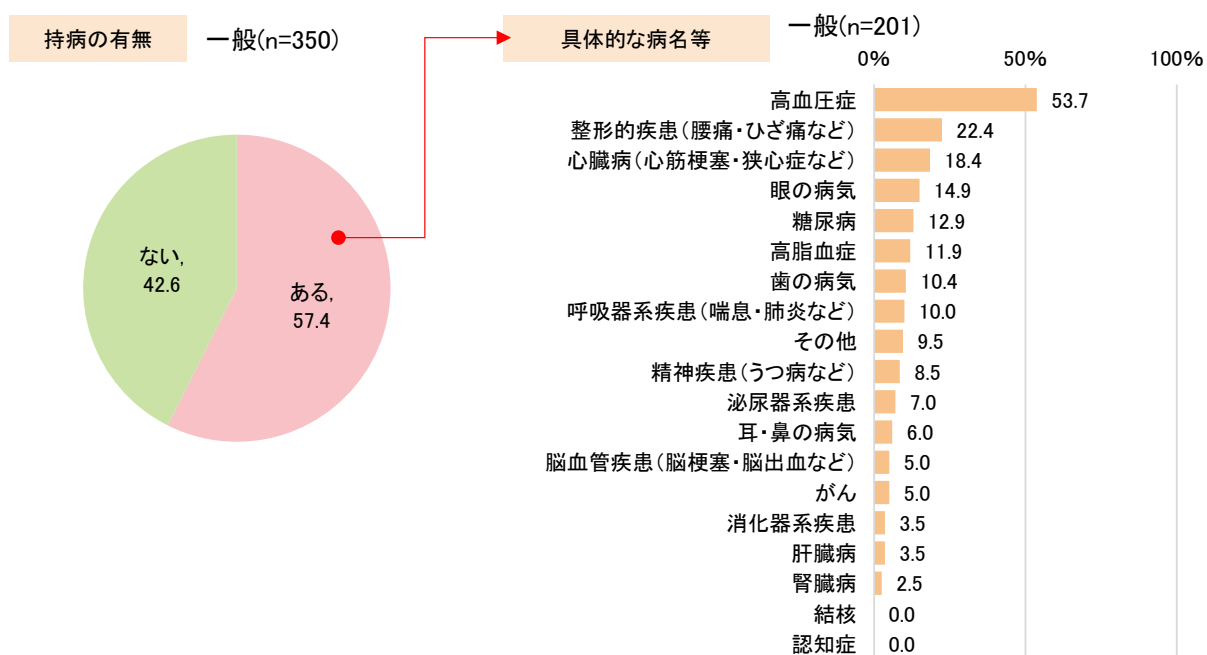 持病の有無
一般(n=350)
ない,
42.6
ある,
57.4
具体的な病名等
一般(n=201)
0% 50% 100%
高血圧症 53.7
整形的疾患(腰痛・ひざ痛など) 22.4
心臓病(心筋梗塞・狭心症など) 18.4
眼の病気 14.9
糖尿病 12.9
高脂血症 11.9
歯の病気 10.4
呼吸器系疾患(喘息・肺炎など) 10.0
その他 9.5
精神疾患(うつ病など) 8.5
泌尿器系疾患 7.0
耳・鼻の病気 6.0
脳血管疾患(脳梗塞・脳出血など) 5.0
がん 5.0
消化器系疾患 3.5
肝臓病 3.5
腎臓病 2.5
結核 0.0
認知症 0.0